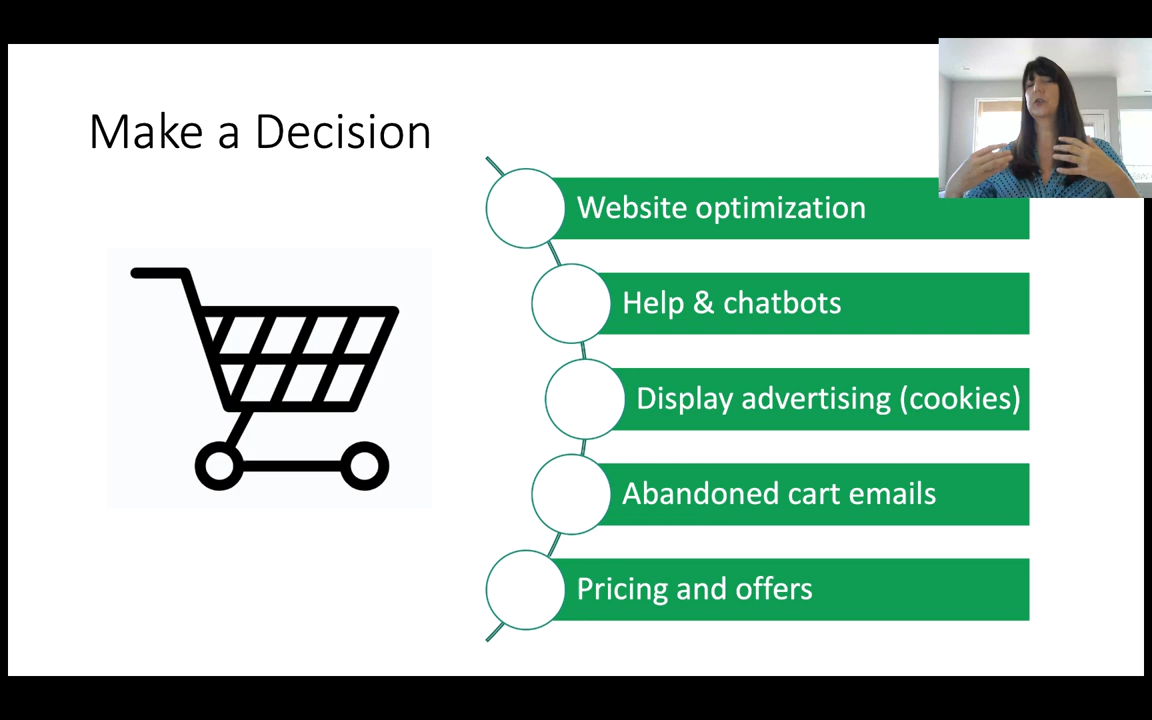 Make a Decision
Website optimization
Help & chatbots
Display advertising (cookies)
Abandoned cart emails
Pricing and offers